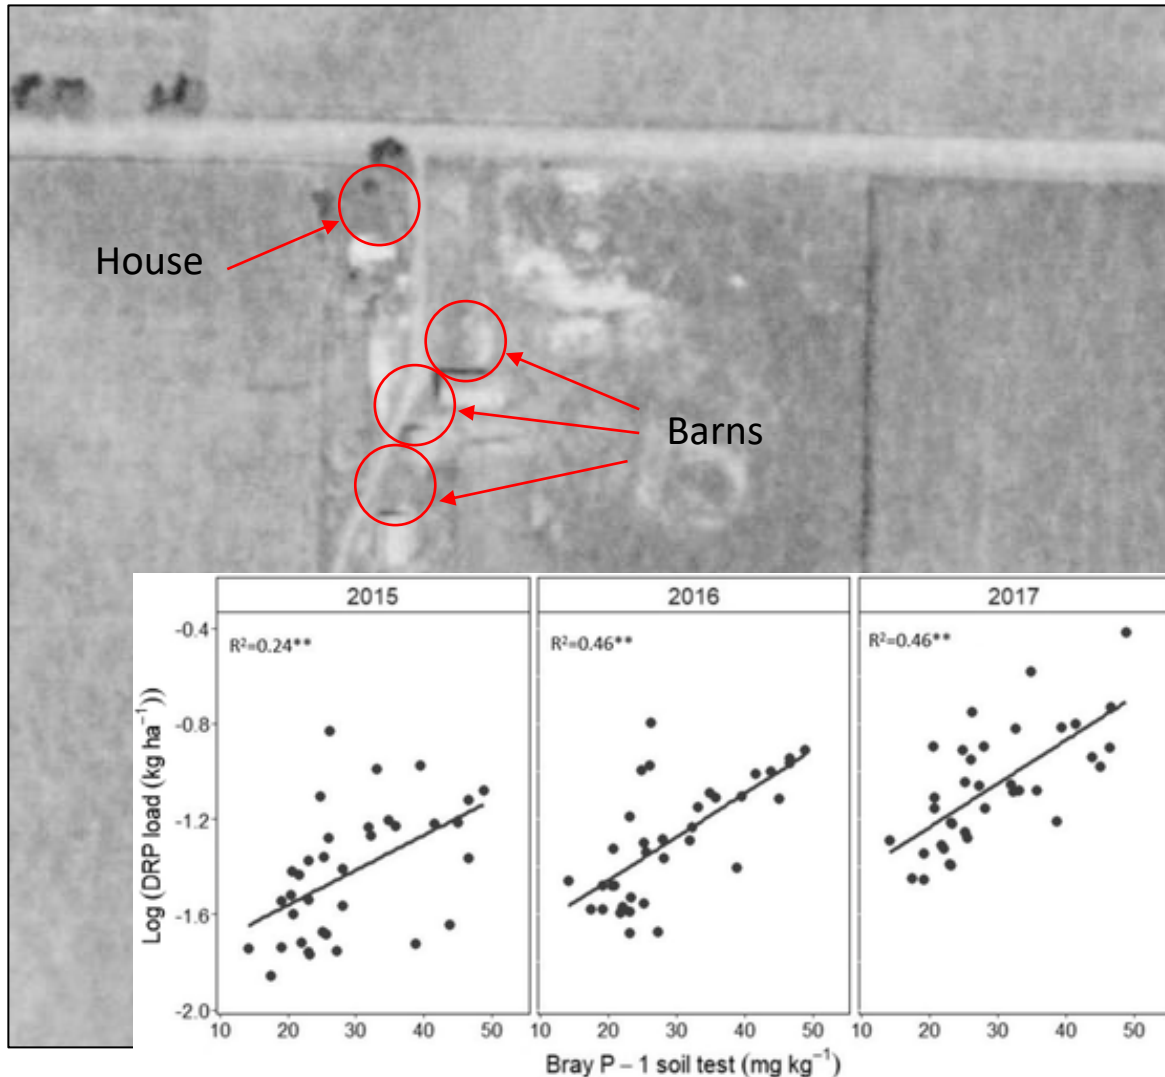 House
Barns
2015 2016 2017
R²=0.24** R²=0.46** R²=0.46**
-0.4
-0.8
-1.2
-1.6
-2.0
Log (DRP load (kg ha⁻¹))
10 20 30 40 50 10 20 30 40 50 10 20 30 40 50
Bray P – 1 soil test (mg kg⁻¹)